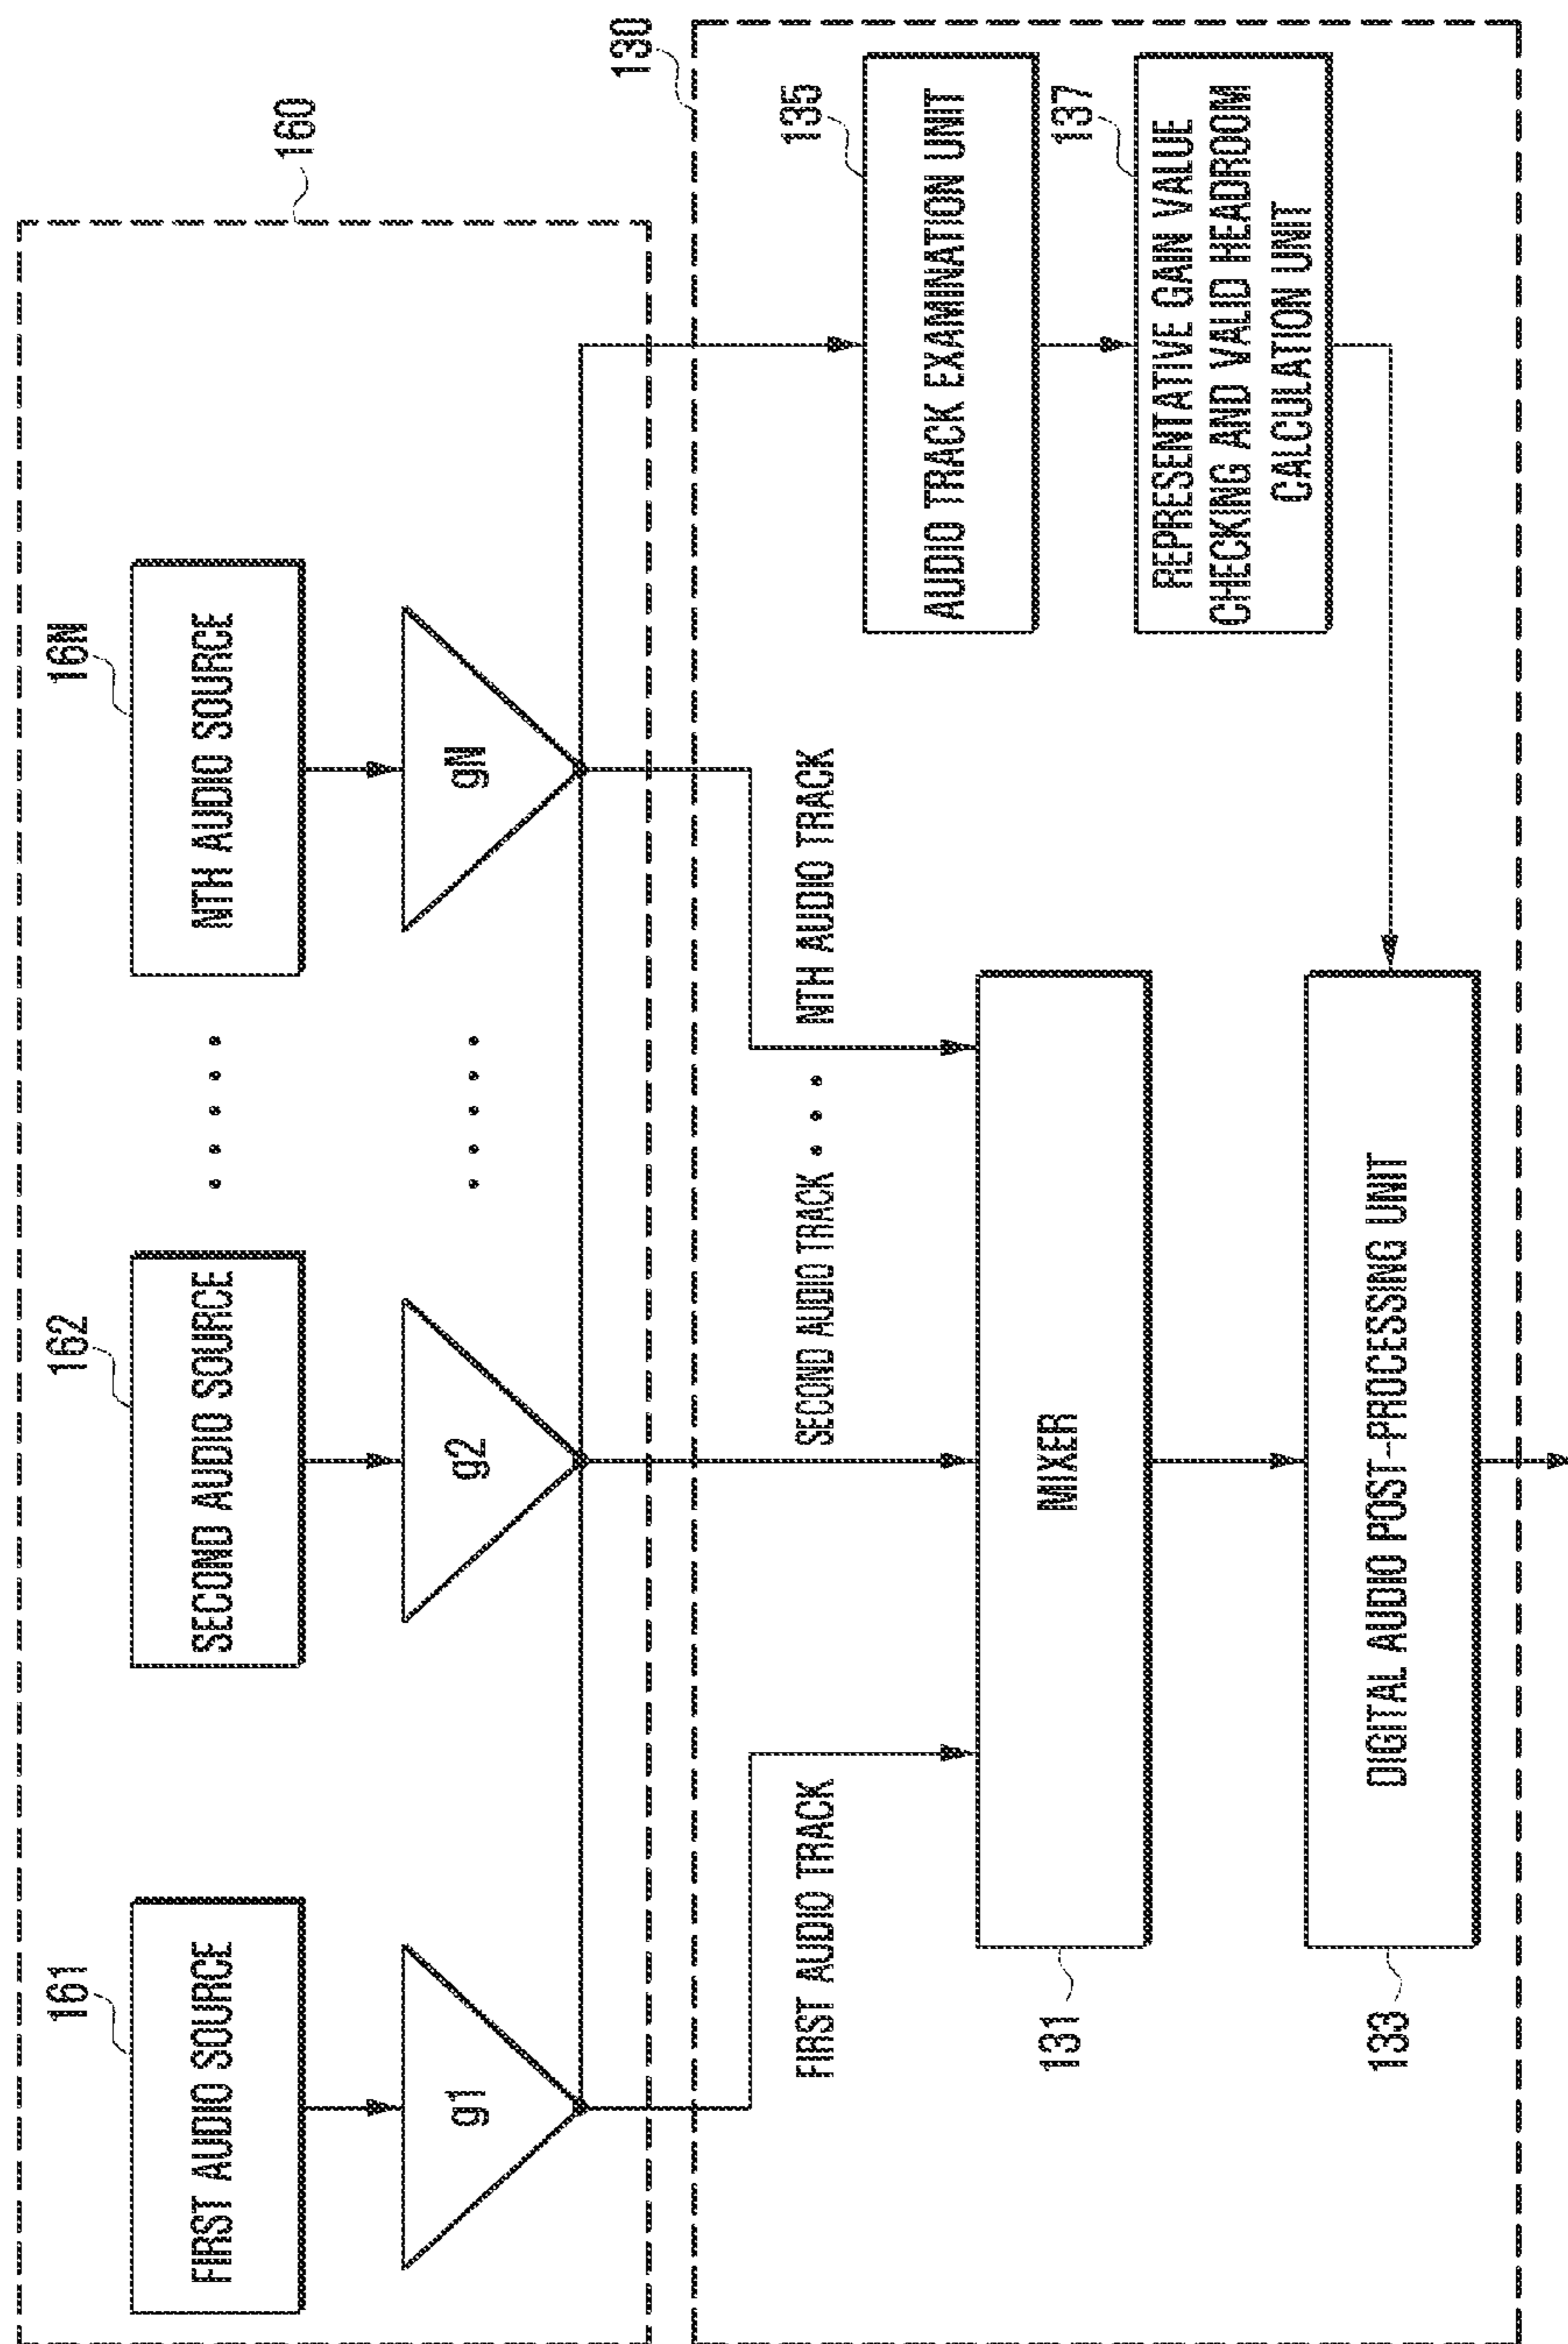 160
161
FIRST AUDIO SOURCE
162
SECOND AUDIO SOURCE
16N
NTH AUDIO SOURCE
g1
g2
gN
130
FIRST AUDIO TRACK
SECOND AUDIO TRACK
NTH AUDIO TRACK
135
AUDIO TRACK EXAMINATION UNIT
131
MIXER
137
REPRESENTATIVE GAIN VALUE
CHECKING AND VALID HEADROOM
CALCULATION UNIT
133
DIGITAL AUDIO POST-PROCESSING UNIT